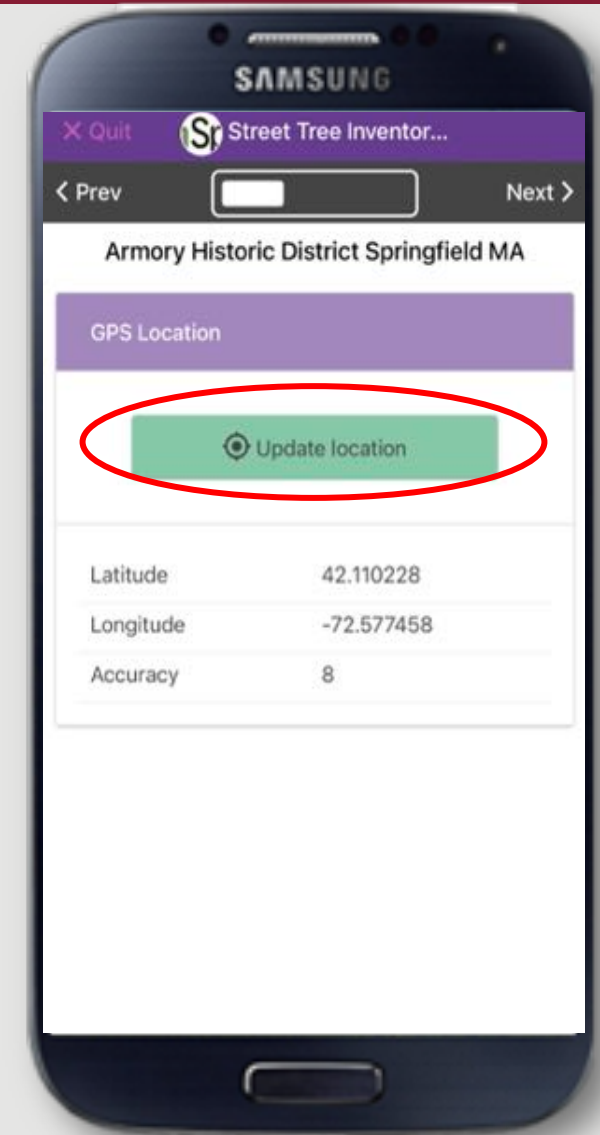 SAMSUNG
Quit Sp Street Tree Inventor...
Prev Next
Armory Historic District Springfield MA
GPS Location
Update location
Latitude 42.110228
Longitude -72.577458
Accuracy 8